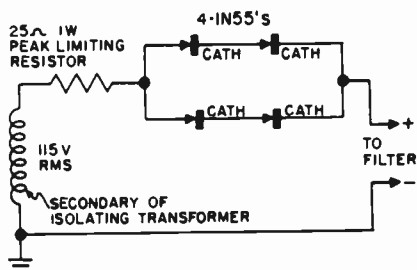 4-IN55'S
25Ω 1W
PEAK LIMITING
RESISTOR
CATH
CATH
CATH
CATH
+
TO
FILTER
-
115V
RMS
SECONDARY OF
ISOLATING TRANSFORMER